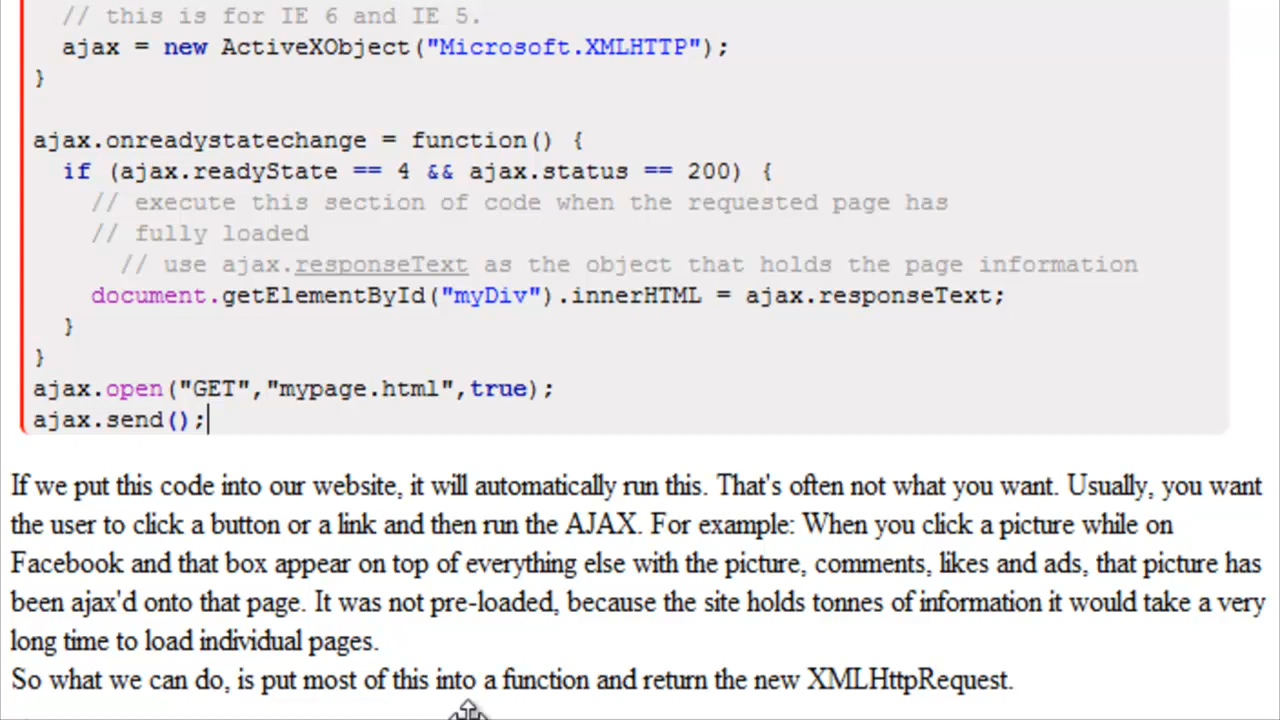 // this is for IE 6 and IE 5.
ajax = new ActiveXObject("Microsoft.XMLHTTP");
}
ajax.onreadystatechange = function() {
if (ajax.readyState == 4 && ajax.status == 200) {
// execute this section of code when the requested page has
// fully loaded
// use ajax.responseText as the object that holds the page information
document.getElementById("myDiv").innerHTML = ajax.responseText;
}
}
ajax.open("GET","mypage.html",true);
ajax.send();
If we put this code into our website, it will automatically run this. That's often not what you want. Usually, you want
the user to click a button or a link and then run the AJAX. For example: When you click a picture while on
Facebook and that box appear on top of everything else with the picture, comments, likes and ads, that picture has
been ajax'd onto that page. It was not pre-loaded, because the site holds tonnes of information it would take a very
long time to load individual pages.
So what we can do, is put most of this into a function and return the new XMLHttpRequest.